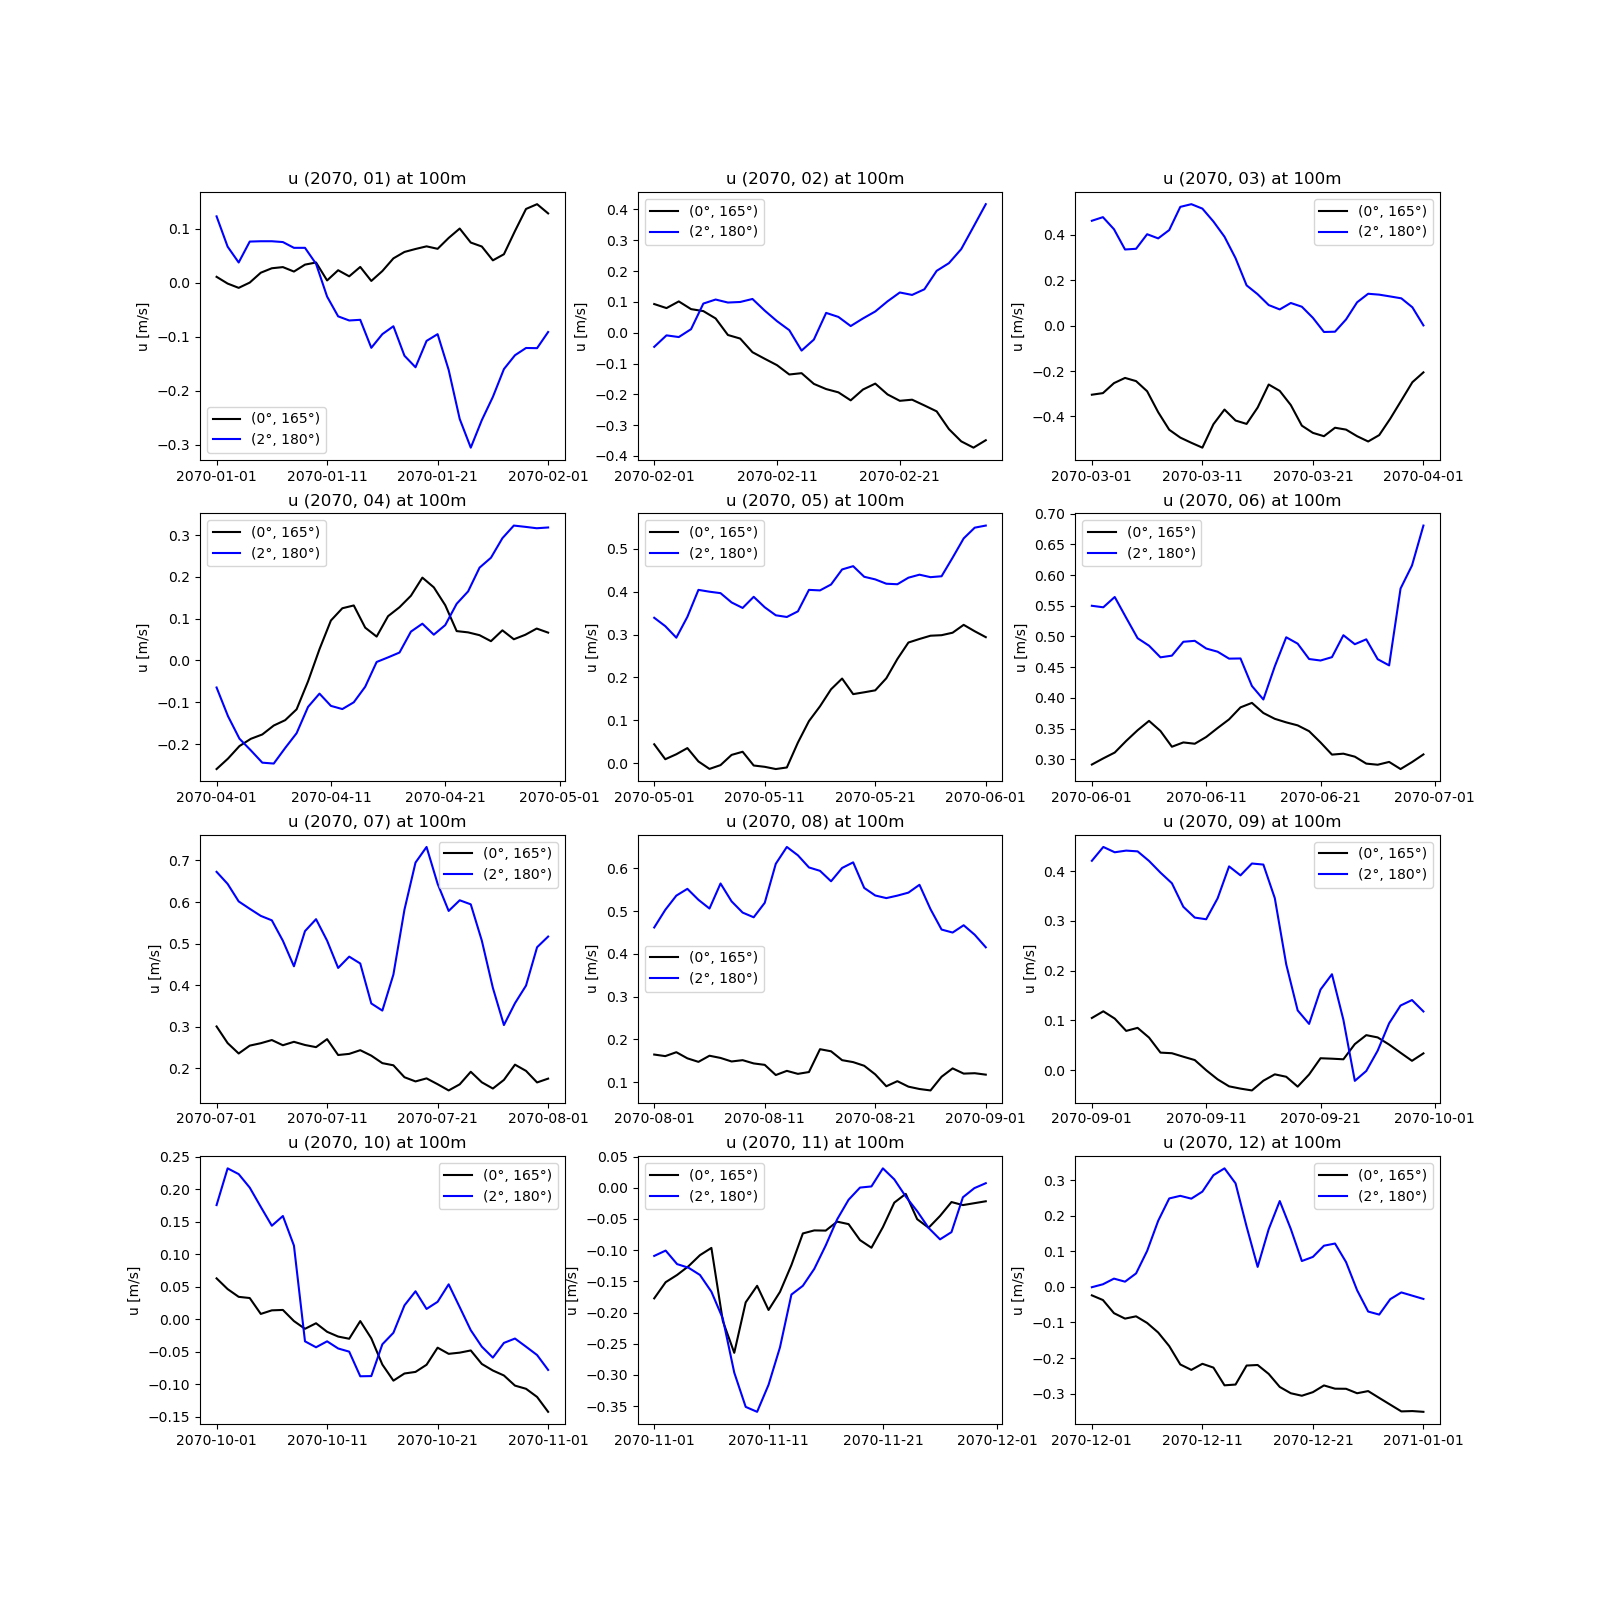 u (2070, 01) at 100m
u [m/s]
0.1
0.0
−0.1
−0.2
−0.3
(0°, 165°)
(2°, 180°)
2070-01-01 2070-01-11 2070-01-21 2070-02-01
u (2070, 02) at 100m
u [m/s]
0.4
0.3
0.2
0.1
0.0
−0.1
−0.2
−0.3
−0.4
(0°, 165°)
(2°, 180°)
2070-02-01 2070-02-11 2070-02-21
u (2070, 03) at 100m
u [m/s]
0.4
0.2
0.0
−0.2
−0.4
(0°, 165°)
(2°, 180°)
2070-03-01 2070-03-11 2070-03-21 2070-04-01
u (2070, 04) at 100m
u [m/s]
0.3
0.2
0.1
0.0
−0.1
−0.2
(0°, 165°)
(2°, 180°)
2070-04-01 2070-04-11 2070-04-21 2070-05-01
u (2070, 05) at 100m
u [m/s]
0.5
0.4
0.3
0.2
0.1
0.0
(0°, 165°)
(2°, 180°)
2070-05-01 2070-05-11 2070-05-21 2070-06-01
u (2070, 06) at 100m
u [m/s]
0.70
0.65
0.60
0.55
0.50
0.45
0.40
0.35
0.30
(0°, 165°)
(2°, 180°)
2070-06-01 2070-06-11 2070-06-21 2070-07-01
u (2070, 07) at 100m
u [m/s]
0.7
0.6
0.5
0.4
0.3
0.2
(0°, 165°)
(2°, 180°)
2070-07-01 2070-07-11 2070-07-21 2070-08-01
u (2070, 08) at 100m
u [m/s]
0.6
0.5
0.4
0.3
0.2
0.1
(0°, 165°)
(2°, 180°)
2070-08-01 2070-08-11 2070-08-21 2070-09-01
u (2070, 09) at 100m
u [m/s]
0.4
0.3
0.2
0.1
0.0
(0°, 165°)
(2°, 180°)
2070-09-01 2070-09-11 2070-09-21 2070-10-01
u (2070, 10) at 100m
u [m/s]
0.25
0.20
0.15
0.10
0.05
0.00
−0.05
−0.10
−0.15
(0°, 165°)
(2°, 180°)
2070-10-01 2070-10-11 2070-10-21 2070-11-01
u (2070, 11) at 100m
u [m/s]
0.05
0.00
−0.05
−0.10
−0.15
−0.20
−0.25
−0.30
−0.35
(0°, 165°)
(2°, 180°)
2070-11-01 2070-11-11 2070-11-21 2070-12-01
u (2070, 12) at 100m
u [m/s]
0.3
0.2
0.1
0.0
−0.1
−0.2
−0.3
(0°, 165°)
(2°, 180°)
2070-12-01 2070-12-11 2070-12-21 2071-01-01